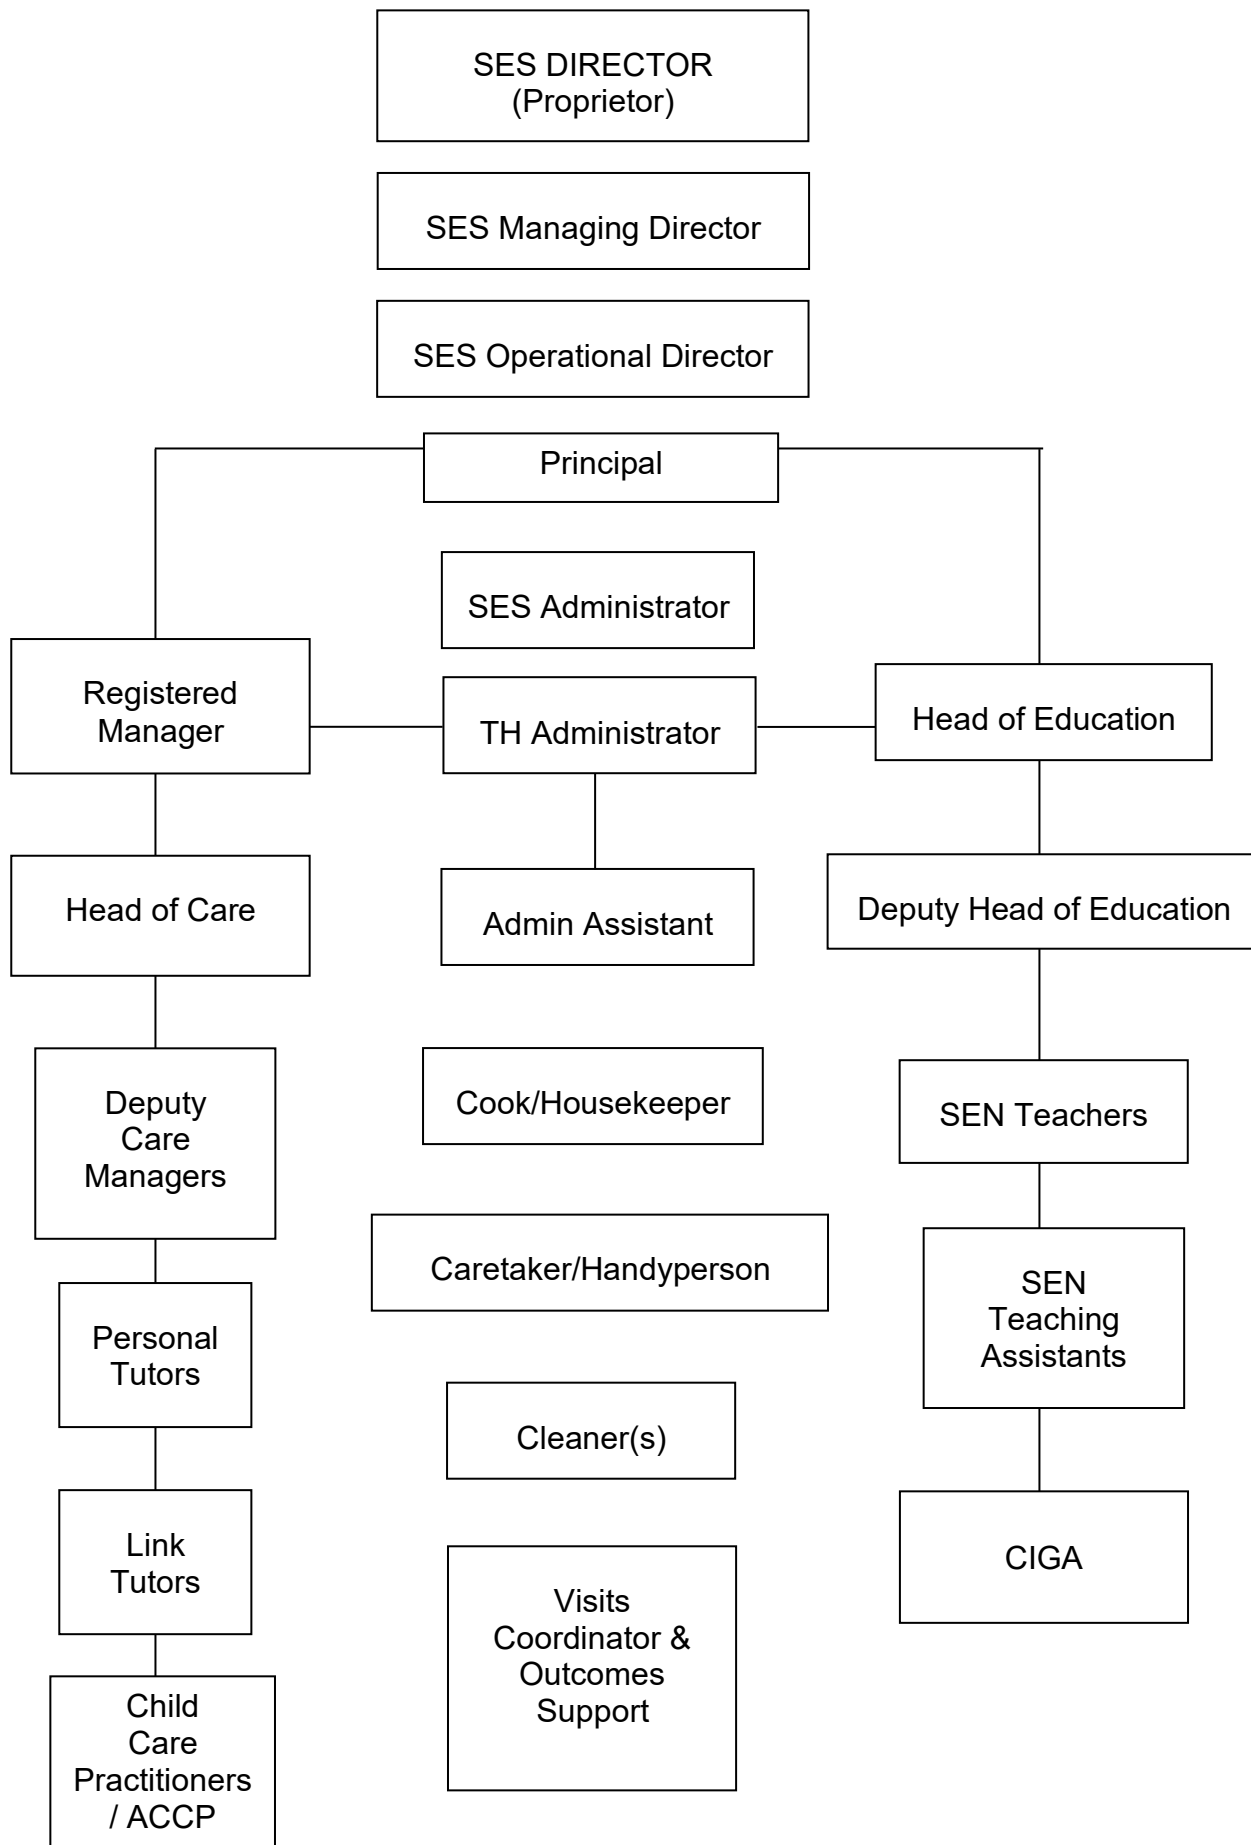 SES DIRECTOR
(Proprietor)
SES Managing Director
SES Operational Director
Principal
SES Administrator
Registered
Manager
TH Administrator
Head of Education
Head of Care
Admin Assistant
Deputy Head of Education
Deputy
Care
Managers
Cook/Housekeeper
SEN Teachers
Personal
Tutors
Caretaker/Handyperson
SEN
Teaching
Assistants
Link
Tutors
Cleaner(s)
CIGA
Child
Care
Practitioners
/ ACCP
Visits
Coordinator &
Outcomes
Support